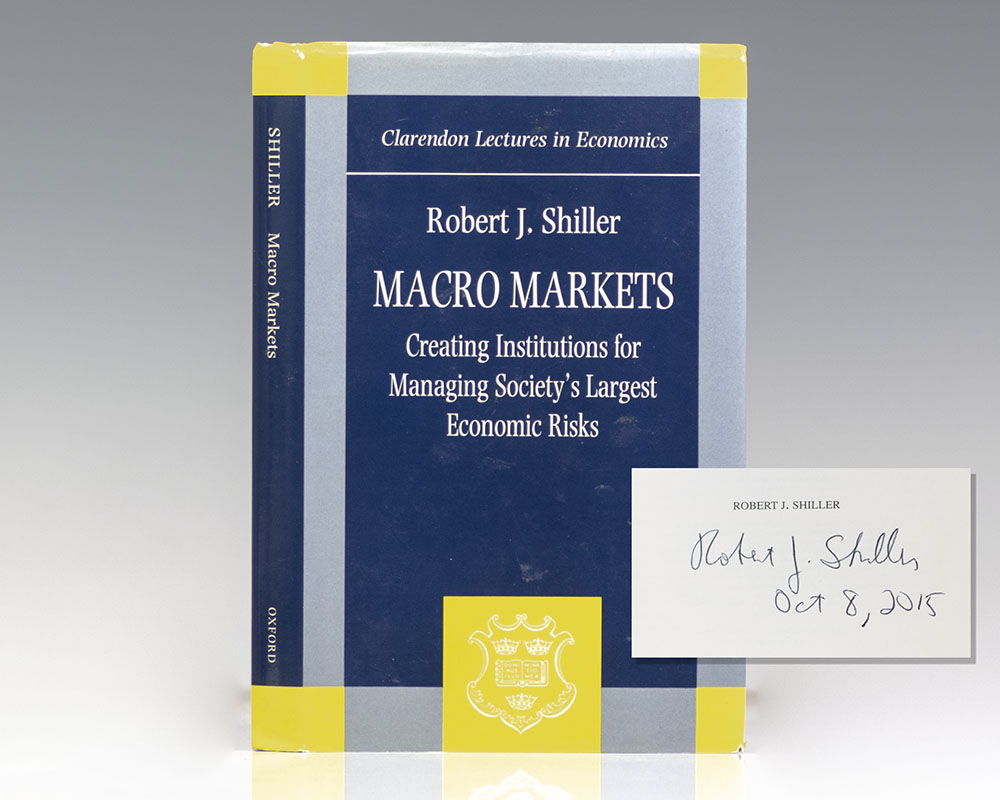 SHILLER Macro Markets OXFORD
Clarendon Lectures in Economics
Robert J. Shiller
MACRO MARKETS
Creating Institutions for
Managing Society's Largest
Economic Risks
ROBERT J. SHILLER
Robert J. Shiller
Oct 8, 2015